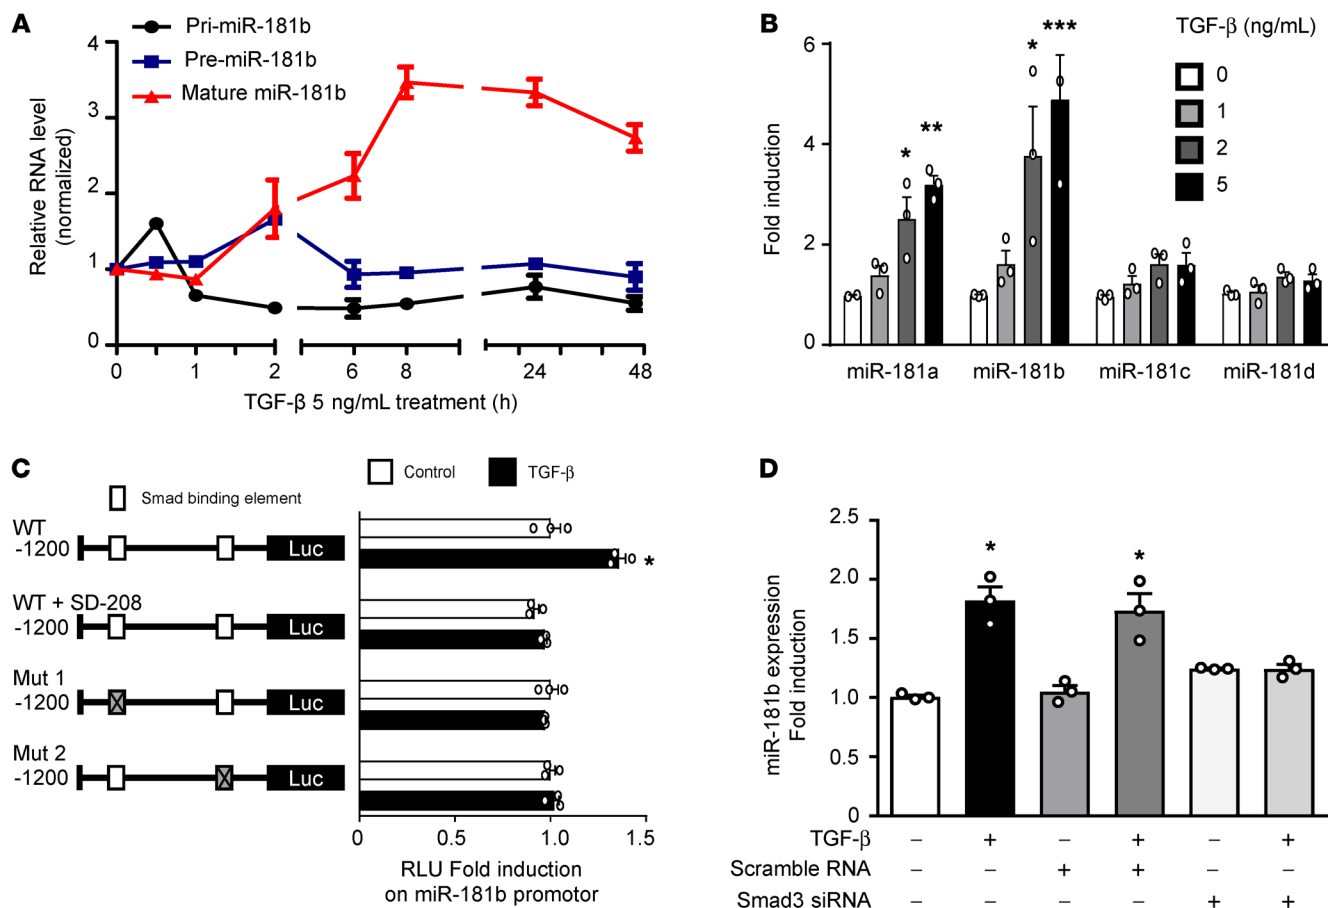 A
Pri-miR-181b
Pre-miR-181b
Mature miR-181b
Relative RNA level
(normalized)
4
3
2
1
0
0 1 2 6 8 24 48
TGF-β 5 ng/mL treatment (h)
B
TGF-β (ng/mL)
0
1
2
5
Fold induction
6
4
2
0
* ** * ***
miR-181a miR-181b miR-181c miR-181d
C
Control TGF-β
Smad binding element
WT
-1200 Luc
*
WT + SD-208
-1200 Luc
Mut 1
-1200 Luc
Mut 2
-1200 Luc
0 0.5 1.0 1.5
RLU Fold induction
on miR-181b promotor
D
miR-181b expression
Fold induction
2.5
2.0
1.5
1.0
0.5
0
* *
TGF-β – + – + – +
Scramble RNA – – + + – –
Smad3 siRNA – – – – + +